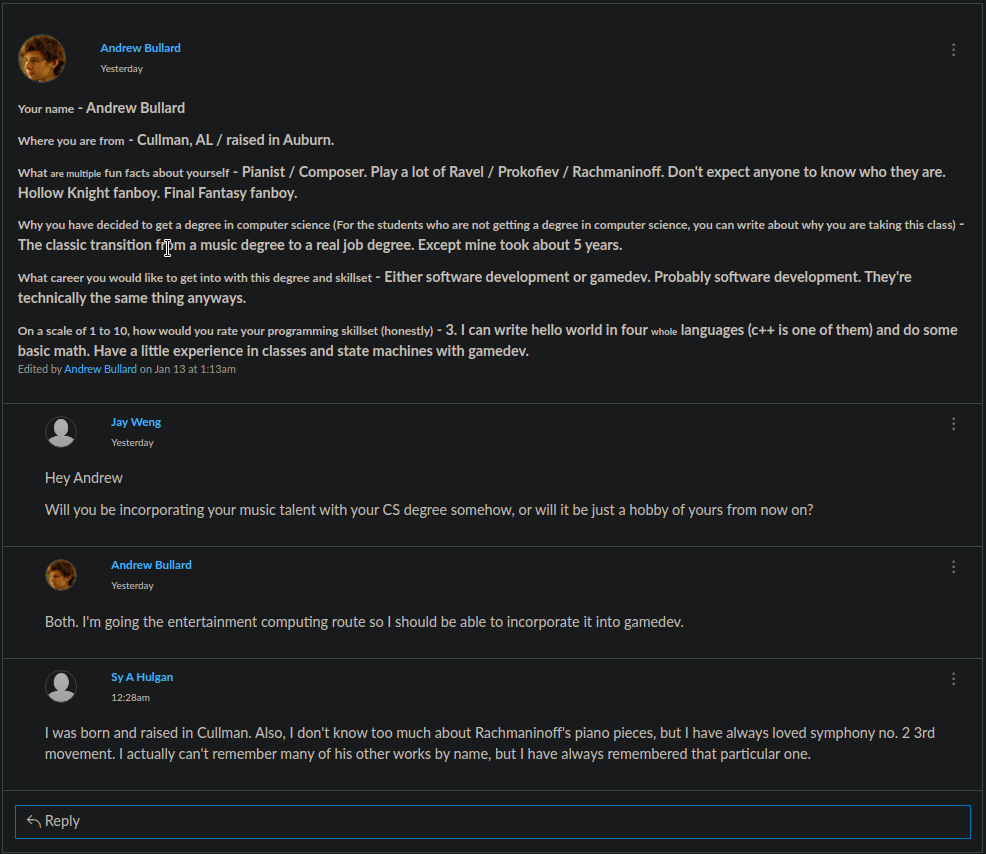 Andrew Bullard
Yesterday
Your name - Andrew Bullard
Where you are from - Cullman, AL / raised in Auburn.
What are multiple fun facts about yourself - Pianist / Composer. Play a lot of Ravel / Prokofiev / Rachmaninoff. Don't expect anyone to know who they are.
Hollow Knight fanboy. Final Fantasy fanboy.
Why you have decided to get a degree in computer science (For the students who are not getting a degree in computer science, you can write about why you are taking this class) -
The classic transition from a music degree to a real job degree. Except mine took about 5 years.
What career you would like to get into with this degree and skillset - Either software development or gamedev. Probably software development. They're
technically the same thing anyways.
On a scale of 1 to 10, how would you rate your programming skillset (honestly) - 3. I can write hello world in four whole languages (c++ is one of them) and do some
basic math. Have a little experience in classes and state machines with gamedev.
Edited by Andrew Bullard on Jan 13 at 1:13am
Jay Weng
Yesterday
Hey Andrew
Will you be incorporating your music talent with your CS degree somehow, or will it be just a hobby of yours from now on?
Andrew Bullard
Yesterday
Both. I'm going the entertainment computing route so I should be able to incorporate it into gamedev.
Sy A Hulgan
12:28am
I was born and raised in Cullman. Also, I don't know too much about Rachmaninoff's piano pieces, but I have always loved symphony no. 2 3rd
movement. I actually can't remember many of his other works by name, but I have always remembered that particular one.
Reply